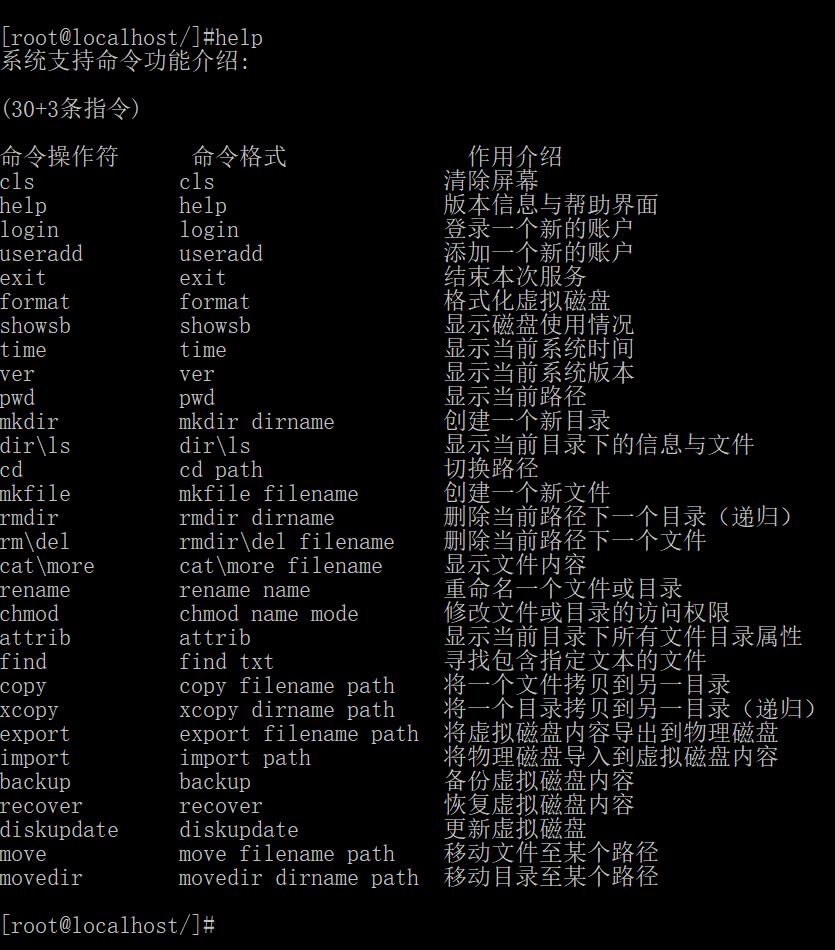 [root@localhost/]#help
系统支持命令功能介绍:
(30+3条指令)
命令操作符 命令格式 作用介绍
cls cls 清除屏幕
help help 版本信息与帮助界面
login login 登录一个新的账户
useradd useradd 添加一个新的账户
exit exit 结束本次服务
format format 格式化虚拟磁盘
showsb showsb 显示磁盘使用情况
time time 显示当前系统时间
ver ver 显示当前系统版本
pwd pwd 显示当前路径
mkdir mkdir dirname 创建一个新目录
dir\ls dir\ls 显示当前目录下的信息与文件
cd cd path 切换路径
mkfile mkfile filename 创建一个新文件
rmdir rmdir dirname 删除当前路径下一个目录（递归）
rm\del rmdir\del filename 删除当前路径下一个文件
cat\more cat\more filename 显示文件内容
rename rename name 重命名一个文件或目录
chmod chmod name mode 修改文件或目录的访问权限
attrib attrib 显示当前目录下所有文件目录属性
find find txt 寻找包含指定文本的文件
copy copy filename path 将一个文件拷贝到另一目录
xcopy xcopy dirname path 将一个目录拷贝到另一目录（递归）
export export filename path 将虚拟磁盘内容导出到物理磁盘
import import path 将物理磁盘导入到虚拟磁盘内容
backup backup 备份虚拟磁盘内容
recover recover 恢复虚拟磁盘内容
diskupdate diskupdate 更新虚拟磁盘
move move filename path 移动文件至某个路径
movedir movedir dirname path 移动目录至某个路径
[root@localhost/]#